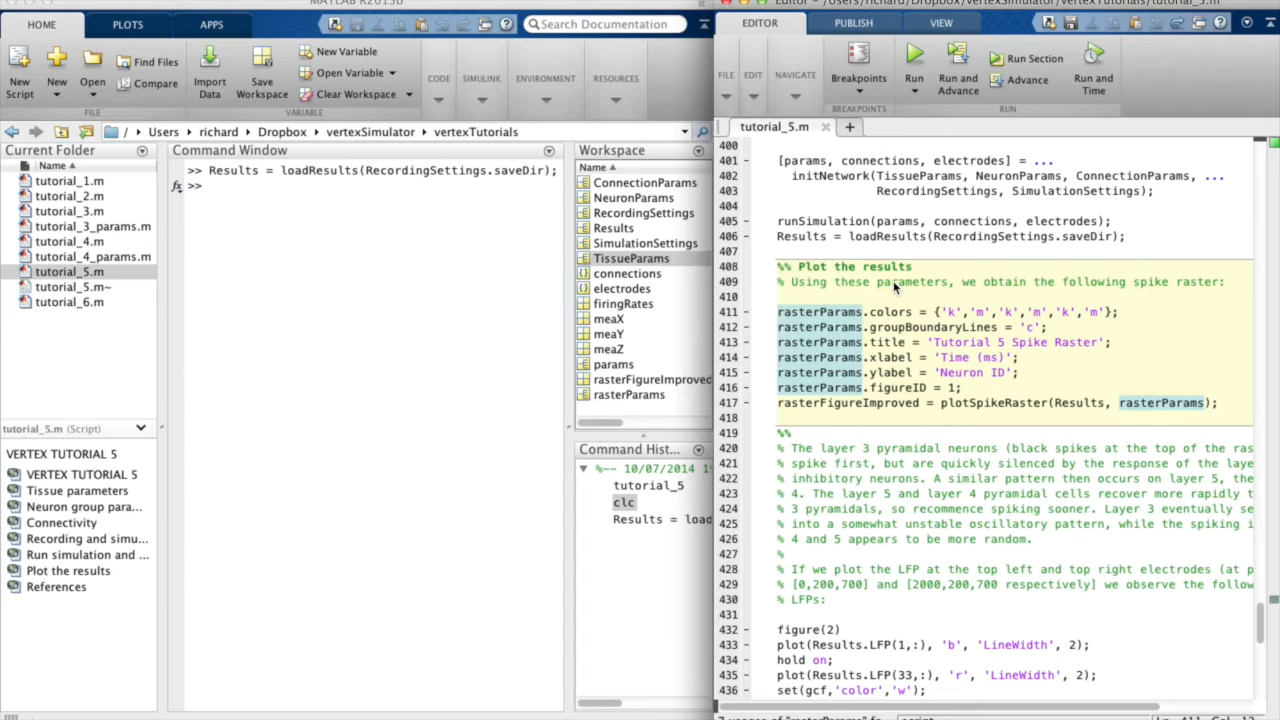 MATLAB R2013b
HOME PLOTS APPS
Search Documentation
New Script
New
Open
Find Files
Compare
FILE
Import Data
Save Workspace
New Variable
Open Variable
Clear Workspace
VARIABLE
CODE
SIMULINK
ENVIRONMENT
RESOURCES
/ Users richard Dropbox vertexSimulator vertexTutorials
Current Folder
Name
tutorial_1.m
tutorial_2.m
tutorial_3.m
tutorial_3_params.m
tutorial_4.m
tutorial_4_params.m
tutorial_5.m
tutorial_5.m~
tutorial_6.m
tutorial_5.m (Script)
VERTEX TUTORIAL 5
VERTEX TUTORIAL 5
Tissue parameters
Neuron group para...
Connectivity
Recording and simu...
Run simulation and ...
Plot the results
References
Command Window
>> Results = loadResults(RecordingSettings.saveDir);
fx >>
Workspace
Name
ConnectionParams
NeuronParams
RecordingSettings
Results
SimulationSettings
TissueParams
connections
electrodes
firingRates
meaX
meaY
meaZ
params
rasterFigureImproved
rasterParams
Command Hist...
%-- 10/07/2014 1
tutorial_5
clc
Results = load
Editor - /Users/richard/Dropbox/vertexSimulator/vertexTutorials/tutorial_5.m
EDITOR PUBLISH VIEW
FILE
EDIT
NAVIGATE
Breakpoints
BREAKPOINTS
Run
Run and Advance
Run Section
Advance
Run and Time
RUN
tutorial_5.m
400
401 [params, connections, electrodes] = ...
402 initNetwork(TissueParams, NeuronParams, ConnectionParams, ...
403 RecordingSettings, SimulationSettings);
404
405 runSimulation(params, connections, electrodes);
406 Results = loadResults(RecordingSettings.saveDir);
407
408 %% Plot the results
409 % Using these parameters, we obtain the following spike raster:
410
411 rasterParams.colors = {'k','m','k','m','k','m'};
412 rasterParams.groupBoundaryLines = 'c';
413 rasterParams.title = 'Tutorial 5 Spike Raster';
414 rasterParams.xlabel = 'Time (ms)';
415 rasterParams.ylabel = 'Neuron ID';
416 rasterParams.figureID = 1;
417 rasterFigureImproved = plotSpikeRaster(Results, rasterParams);
418
419 %%
420 % The layer 3 pyramidal neurons (black spikes at the top of the ras
421 % spike first, but are quickly silenced by the response of the laye
422 % inhibitory neurons. A similar pattern then occurs on layer 5, the
423 % 4. The layer 5 and layer 4 pyramidal cells recover more rapidly t
424 % 3 pyramidals, so recommence spiking sooner. Layer 3 eventually se
425 % into a somewhat unstable oscillatory pattern, while the spiking i
426 % 4 and 5 appears to be more random.
427 %
428 % If we plot the LFP at the top left and top right electrodes (at p
429 % [0,200,700] and [2000,200,700 respectively] we observe the follow
430 % LFPs:
431
432 figure(2)
433 plot(Results.LFP(1,:), 'b', 'LineWidth', 2);
434 hold on;
435 plot(Results.LFP(33,:), 'r', 'LineWidth', 2);
436 set(gcf,'color','w');